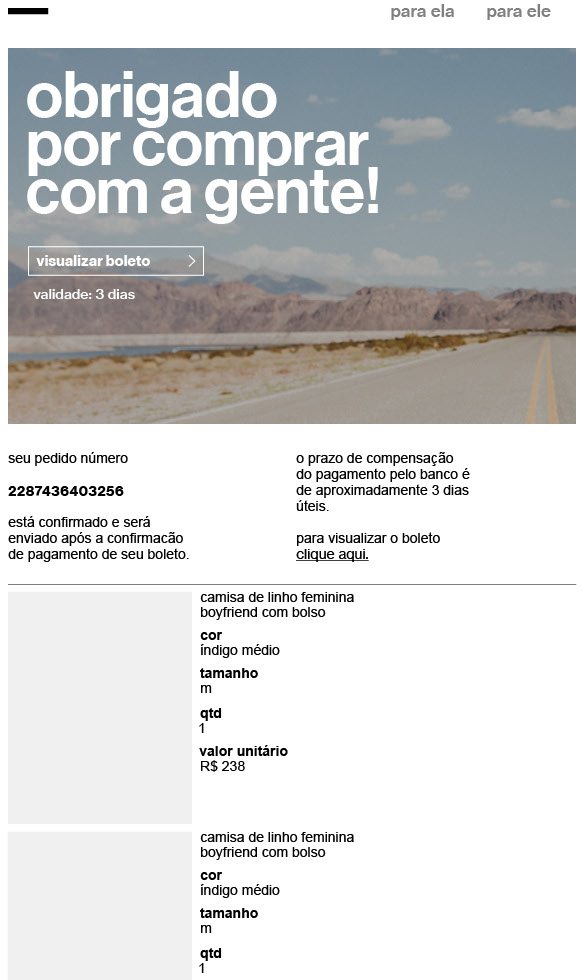 para ela para ele
obrigado
por comprar
com a gente!
visualizar boleto
validade: 3 dias
seu pedido número
2287436403256
está confirmado e será
enviado após a confirmacão
de pagamento de seu boleto.
o prazo de compensação
do pagamento pelo banco é
de aproximadamente 3 dias
úteis.
para visualizar o boleto
clique aqui.
camisa de linho feminina
boyfriend com bolso
cor
índigo médio
tamanho
m
qtd
1
valor unitário
R$ 238
camisa de linho feminina
boyfriend com bolso
cor
índigo médio
tamanho
m
qtd
1